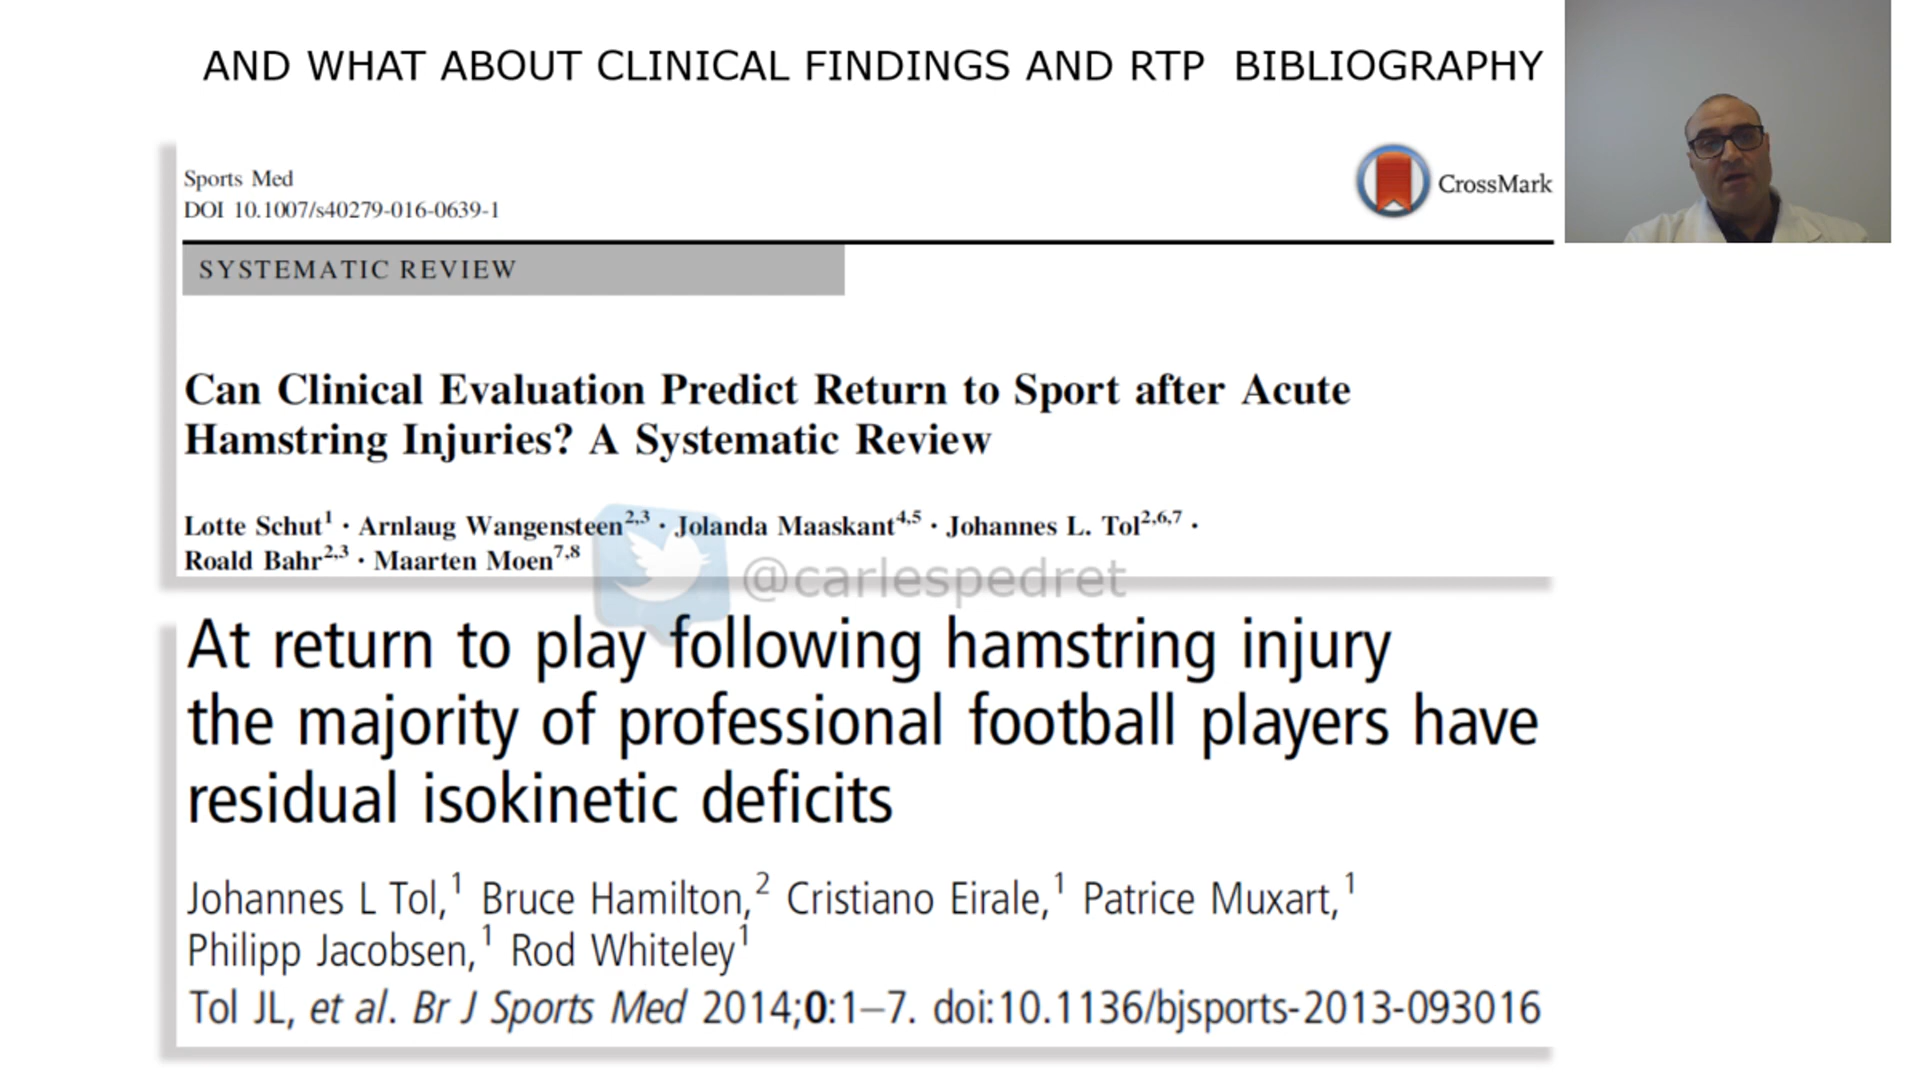 AND WHAT ABOUT CLINICAL FINDINGS AND RTP BIBLIOGRAPHY
Sports Med
DOI 10.1007/s40279-016-0639-1
CrossMark
SYSTEMATIC REVIEW
Can Clinical Evaluation Predict Return to Sport after Acute
Hamstring Injuries? A Systematic Review
Lotte Schut1 · Arnlaug Wangensteen2,3 · Jolanda Maaskant4,5 · Johannes L. Tol2,6,7 ·
Roald Bahr2,3 · Maarten Moen7,8
@carlespedret
At return to play following hamstring injury
the majority of professional football players have
residual isokinetic deficits
Johannes L Tol,1 Bruce Hamilton,2 Cristiano Eirale,1 Patrice Muxart,1
Philipp Jacobsen,1 Rod Whiteley1
Tol JL, et al. Br J Sports Med 2014;0:1–7. doi:10.1136/bjsports-2013-093016